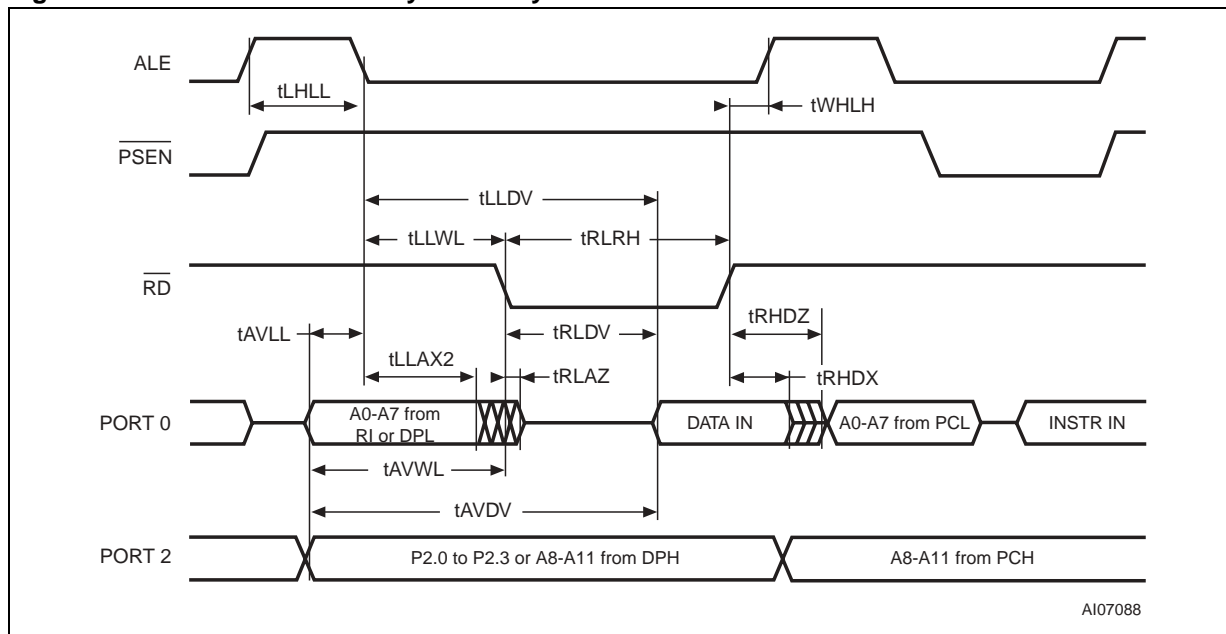 ALE
tLHLL
tWHLH
PSEN
tLLDV
tLLWL
tRLRH
RD
tAVLL
tRLDV
tRHDZ
tLLAX2
tRLAZ
tRHDX
PORT 0
A0-A7 from
RI or DPL
DATA IN
A0-A7 from PCL
INSTR IN
tAVWL
tAVDV
PORT 2
P2.0 to P2.3 or A8-A11 from DPH
A8-A11 from PCH
AI07088